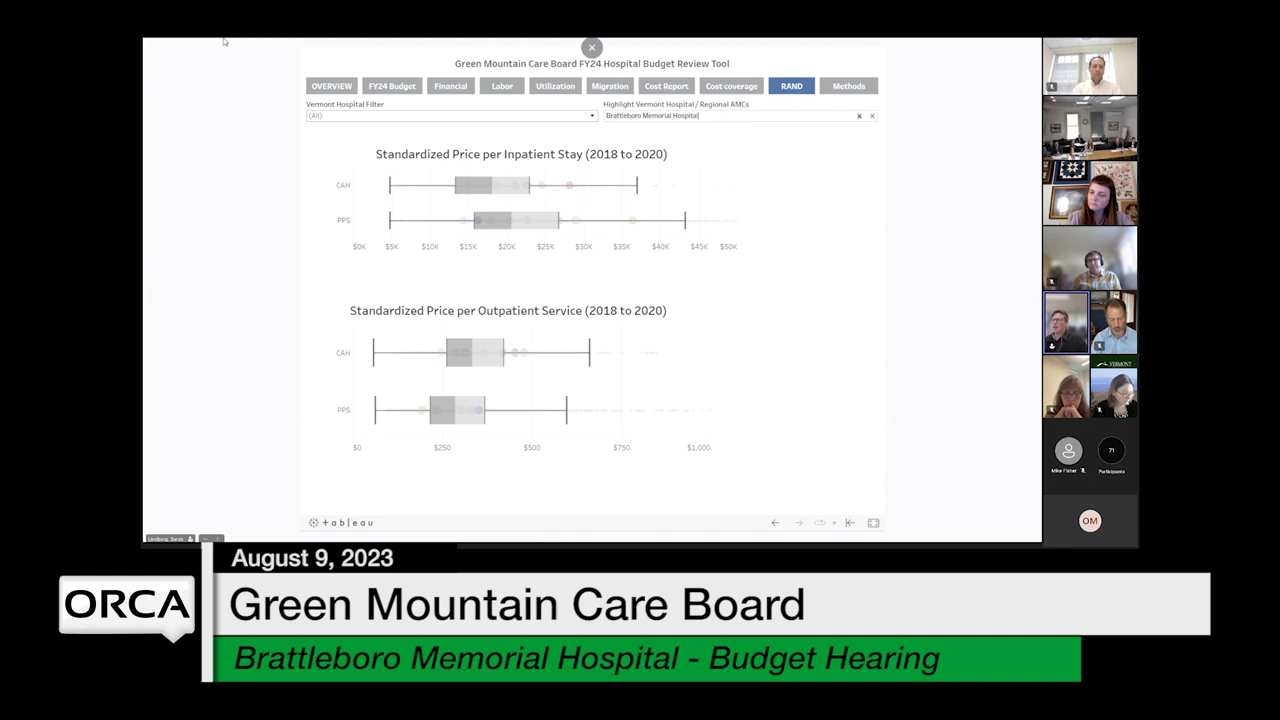 Green Mountain Care Board FY24 Hospital Budget Review Tool
OVERVIEW FY24 Budget Financial Labor Utilization Migration Cost Report Cost coverage RAND Methods
Vermont Hospital Filter
(All)
Highlight Vermont Hospital / Regional AMCs
Brattleboro Memorial Hospital
Standardized Price per Inpatient Stay (2018 to 2020)
CAH
PPS
$0K $5K $10K $15K $20K $25K $30K $35K $40K $45K $50K
Standardized Price per Outpatient Service (2018 to 2020)
CAH
PPS
$0 $250 $500 $750 $1,000
+ableau
Lindberg, Sarah
VERMONT
Mike Fisher
71
Participants
OM
August 9, 2023
ORCA
Green Mountain Care Board
Brattleboro Memorial Hospital - Budget Hearing